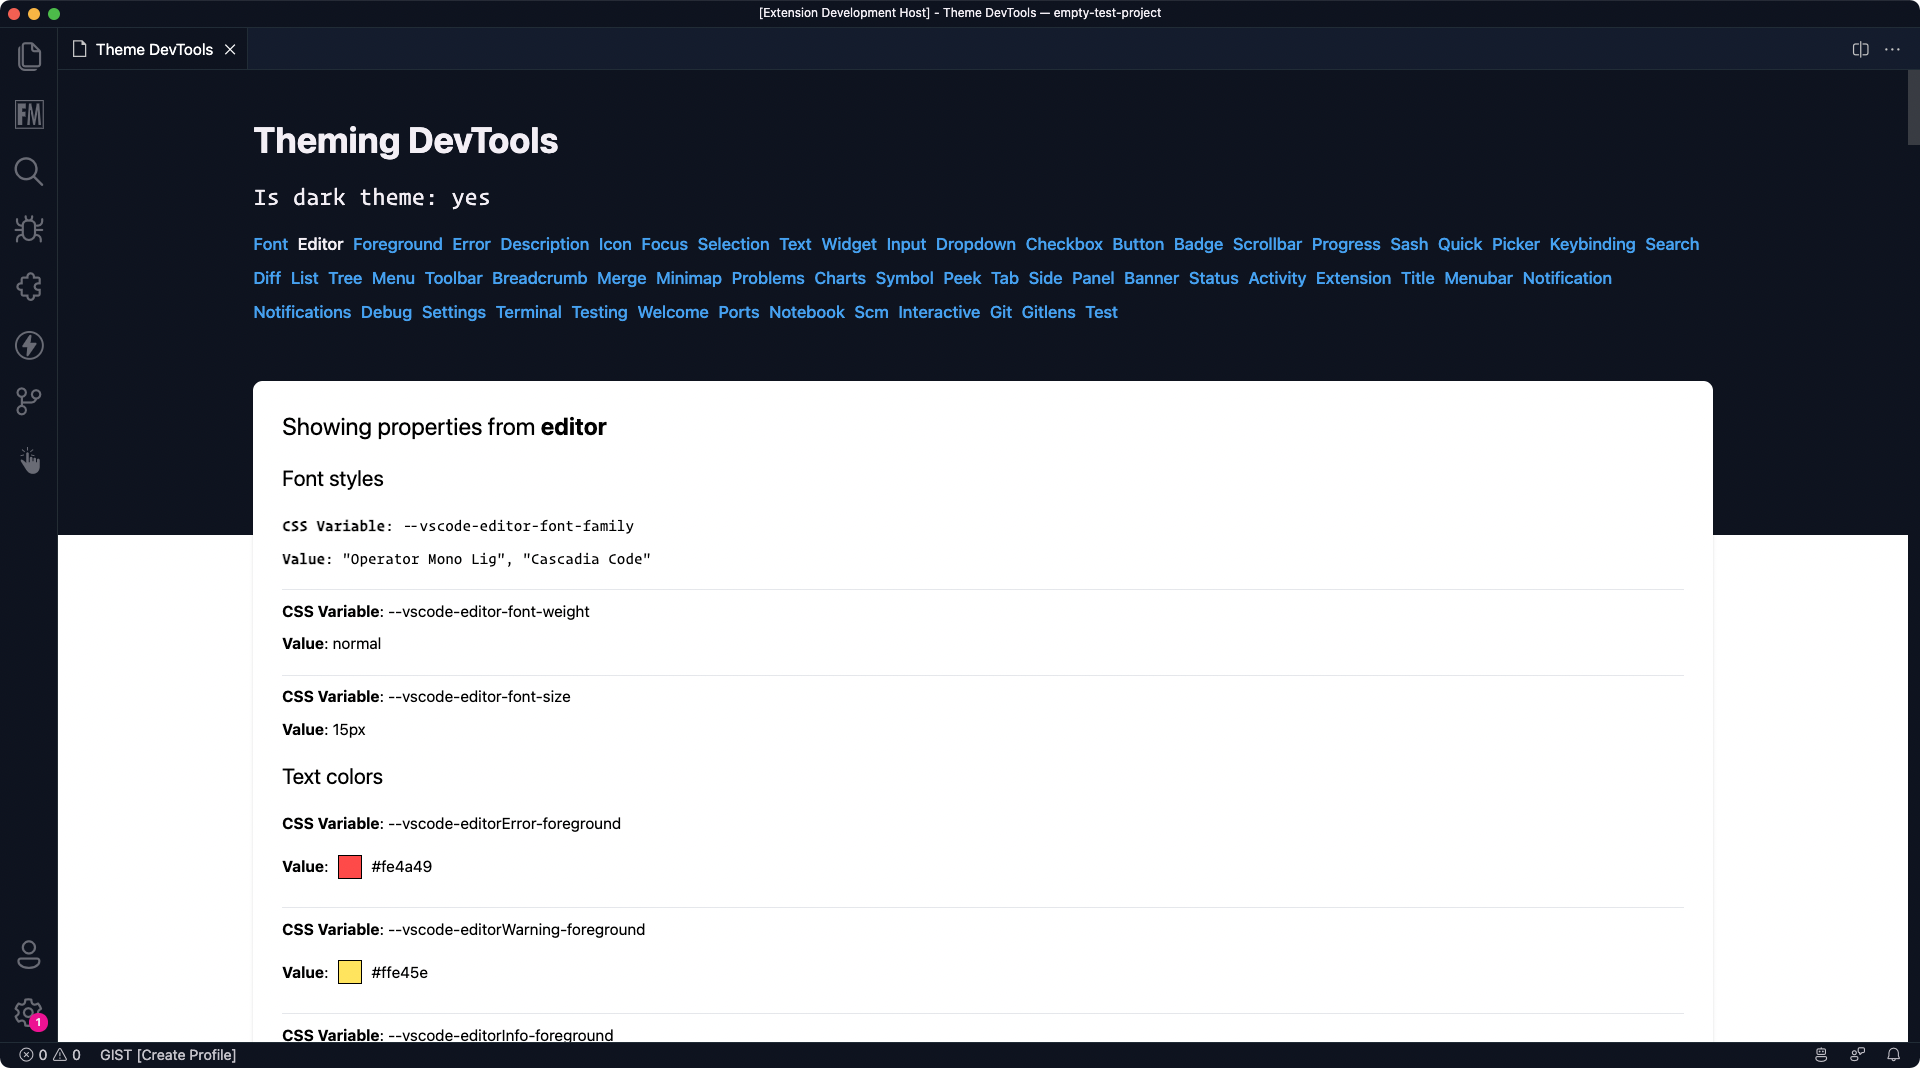 [Extension Development Host] - Theme DevTools — empty-test-project
Theme DevTools
FM
Theming DevTools
Is dark theme: yes
Font Editor Foreground Error Description Icon Focus Selection Text Widget Input Dropdown Checkbox Button Badge Scrollbar Progress Sash Quick Picker Keybinding Search
Diff List Tree Menu Toolbar Breadcrumb Merge Minimap Problems Charts Symbol Peek Tab Side Panel Banner Status Activity Extension Title Menubar Notification
Notifications Debug Settings Terminal Testing Welcome Ports Notebook Scm Interactive Git Gitlens Test
Showing properties from editor
Font styles
CSS Variable: --vscode-editor-font-family
Value: "Operator Mono Lig", "Cascadia Code"
CSS Variable: --vscode-editor-font-weight
Value: normal
CSS Variable: --vscode-editor-font-size
Value: 15px
Text colors
CSS Variable: --vscode-editorError-foreground
Value: #fe4a49
CSS Variable: --vscode-editorWarning-foreground
Value: #ffe45e
CSS Variable: --vscode-editorInfo-foreground
1
0 0 GIST [Create Profile]